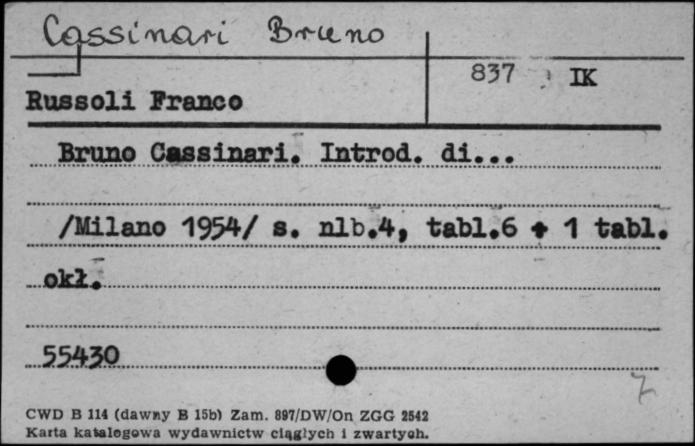 Cassinari Bruno
837 IK
Russoli Franco
Bruno Cassinari. Introd. di...
/Milano 1954/ s. nlb.4, tabl.6 + 1 tabl.
okł.
55430
7
CWD B 114 (dawny B 15b) Zam. 897/DW/On ZGG 2542
Karta katalogowa wydawnictw ciągłych i zwartych.